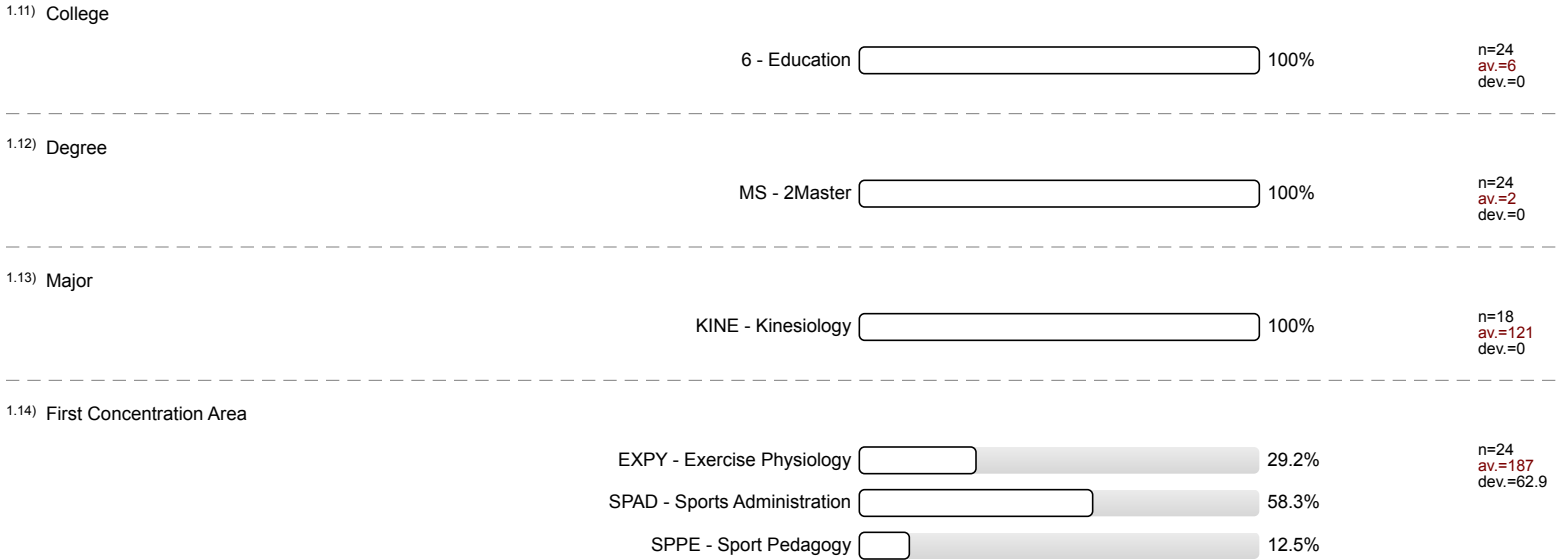 1.11) College
6 - Education 100%
n=24
av.=6
dev.=0
1.12) Degree
MS - 2Master 100%
n=24
av.=2
dev.=0
1.13) Major
KINE - Kinesiology 100%
n=18
av.=121
dev.=0
1.14) First Concentration Area
EXPY - Exercise Physiology 29.2%
SPAD - Sports Administration 58.3%
SPPE - Sport Pedagogy 12.5%
n=24
av.=187
dev.=62.9